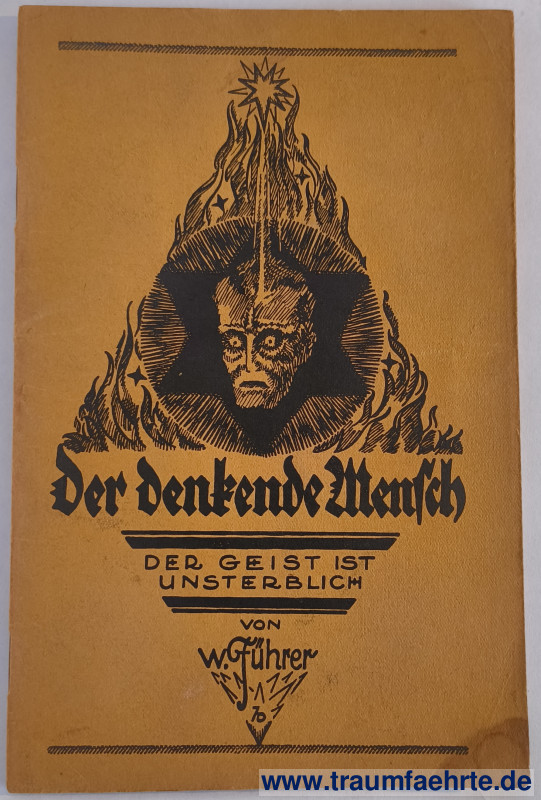 Der denkende Mensch
DER GEIST IST
UNSTERBLICH
VON
W. Führer
www.traumfaehrte.de